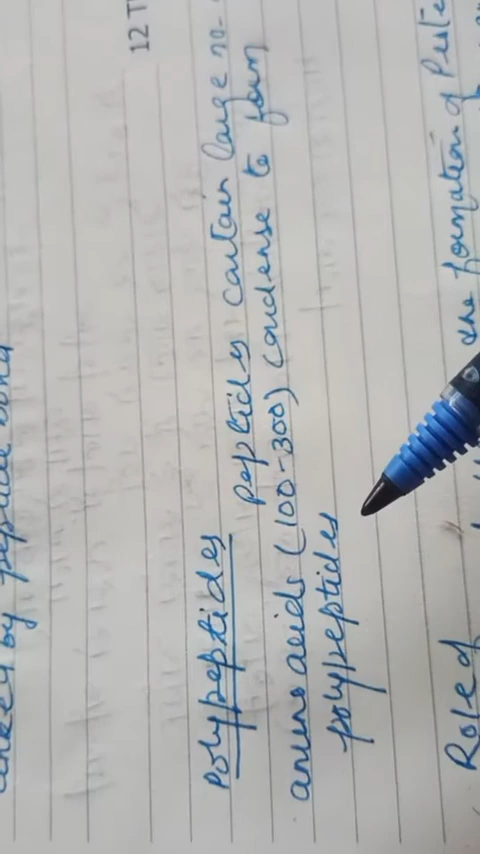 12 T
linked by peptide bond
Polypeptides
peptides contain large no.
amino acids (100-300) condense to form
polypeptides
Role of
the formation of